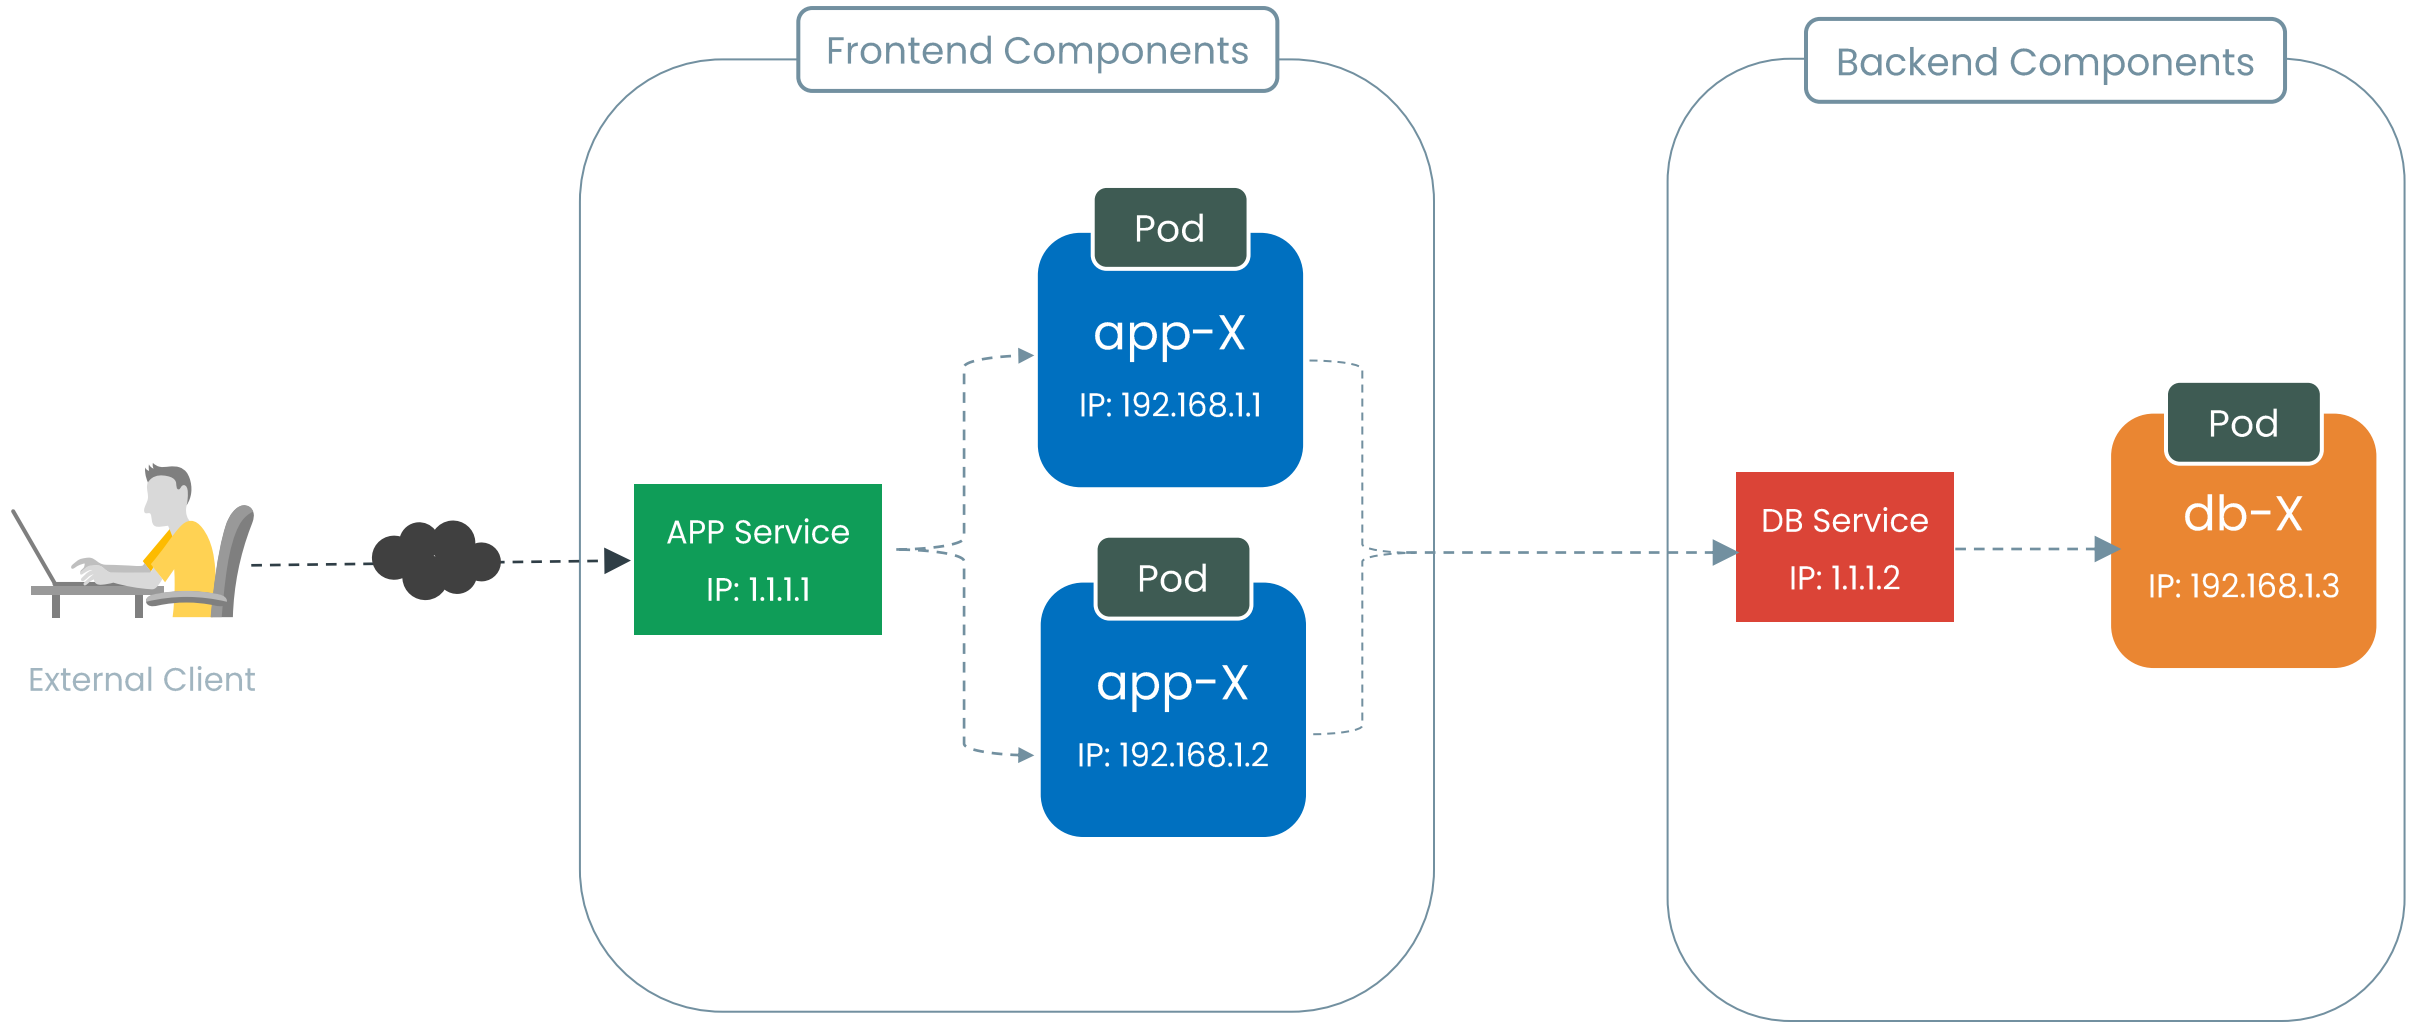 Frontend Components
Backend Components
Pod
app-X
IP: 192.168.1.1
APP Service
IP: 1.1.1.1
Pod
app-X
IP: 192.168.1.2
DB Service
IP: 1.1.1.2
Pod
db-X
IP: 192.168.1.3
External Client